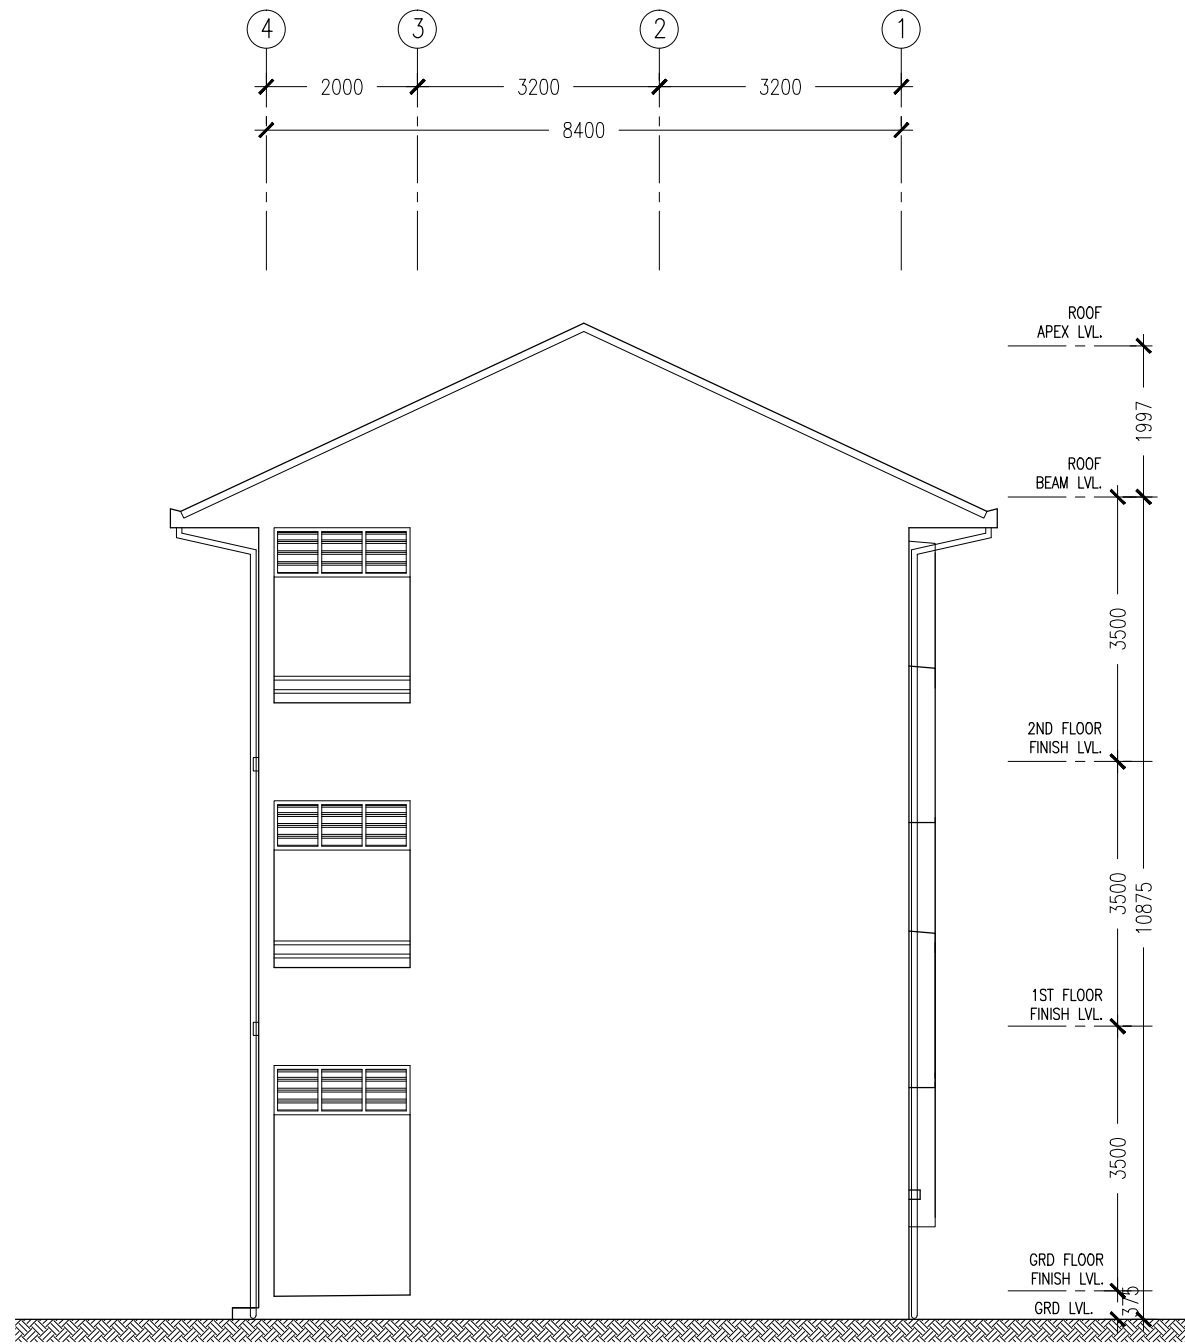 4 3 2 1
2000 3200 3200
8400
ROOF
APEX LVL.
1997
ROOF
BEAM LVL.
3500
2ND FLOOR
FINISH LVL.
3500
10875
1ST FLOOR
FINISH LVL.
3500
GRD FLOOR
FINISH LVL.
375
GRD LVL.